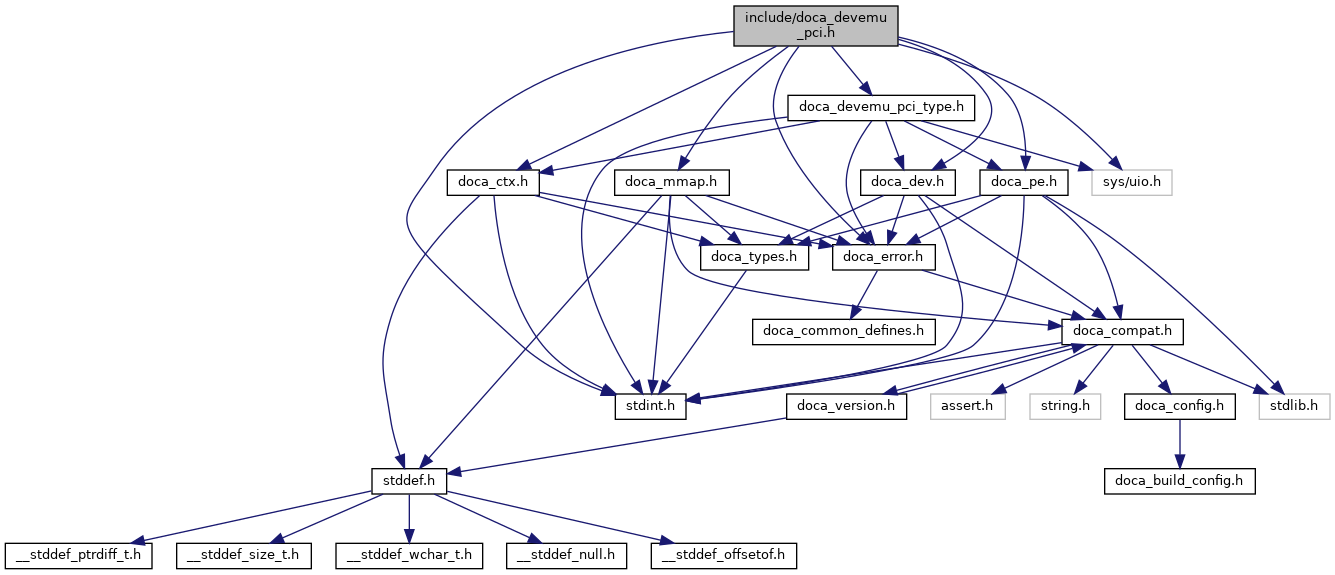 include/doca_devemu
_pci.h
doca_devemu_pci_type.h
doca_ctx.h
doca_mmap.h
doca_dev.h
doca_pe.h
sys/uio.h
doca_types.h
doca_error.h
doca_common_defines.h
doca_compat.h
stdint.h
doca_version.h
assert.h
string.h
doca_config.h
stdlib.h
stddef.h
doca_build_config.h
__stddef_ptrdiff_t.h
__stddef_size_t.h
__stddef_wchar_t.h
__stddef_null.h
__stddef_offsetof.h